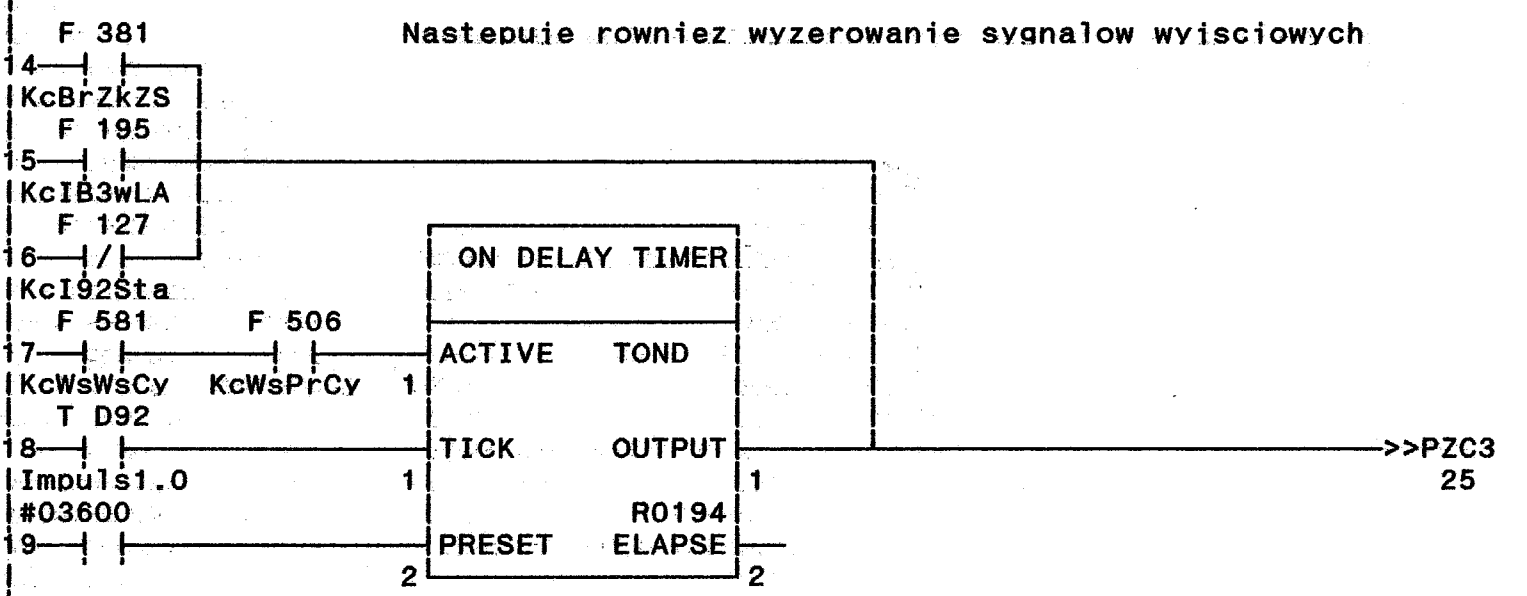 F 381 Nastepuje rowniez wyzerowanie sygnalow wyjsciowych
14
KcBrZkZS
F 195
15
KcIB3wLA
F 127
16
ON DELAY TIMER
KcI92Sta
F 581 F 506
17 ACTIVE TOND
KcWsWsCy KcWsPrCy 1
T D92
18 TICK OUTPUT >>PZC3
Impuls1.0 1 1 25
#03600 R0194
19 PRESET ELAPSE
2 2